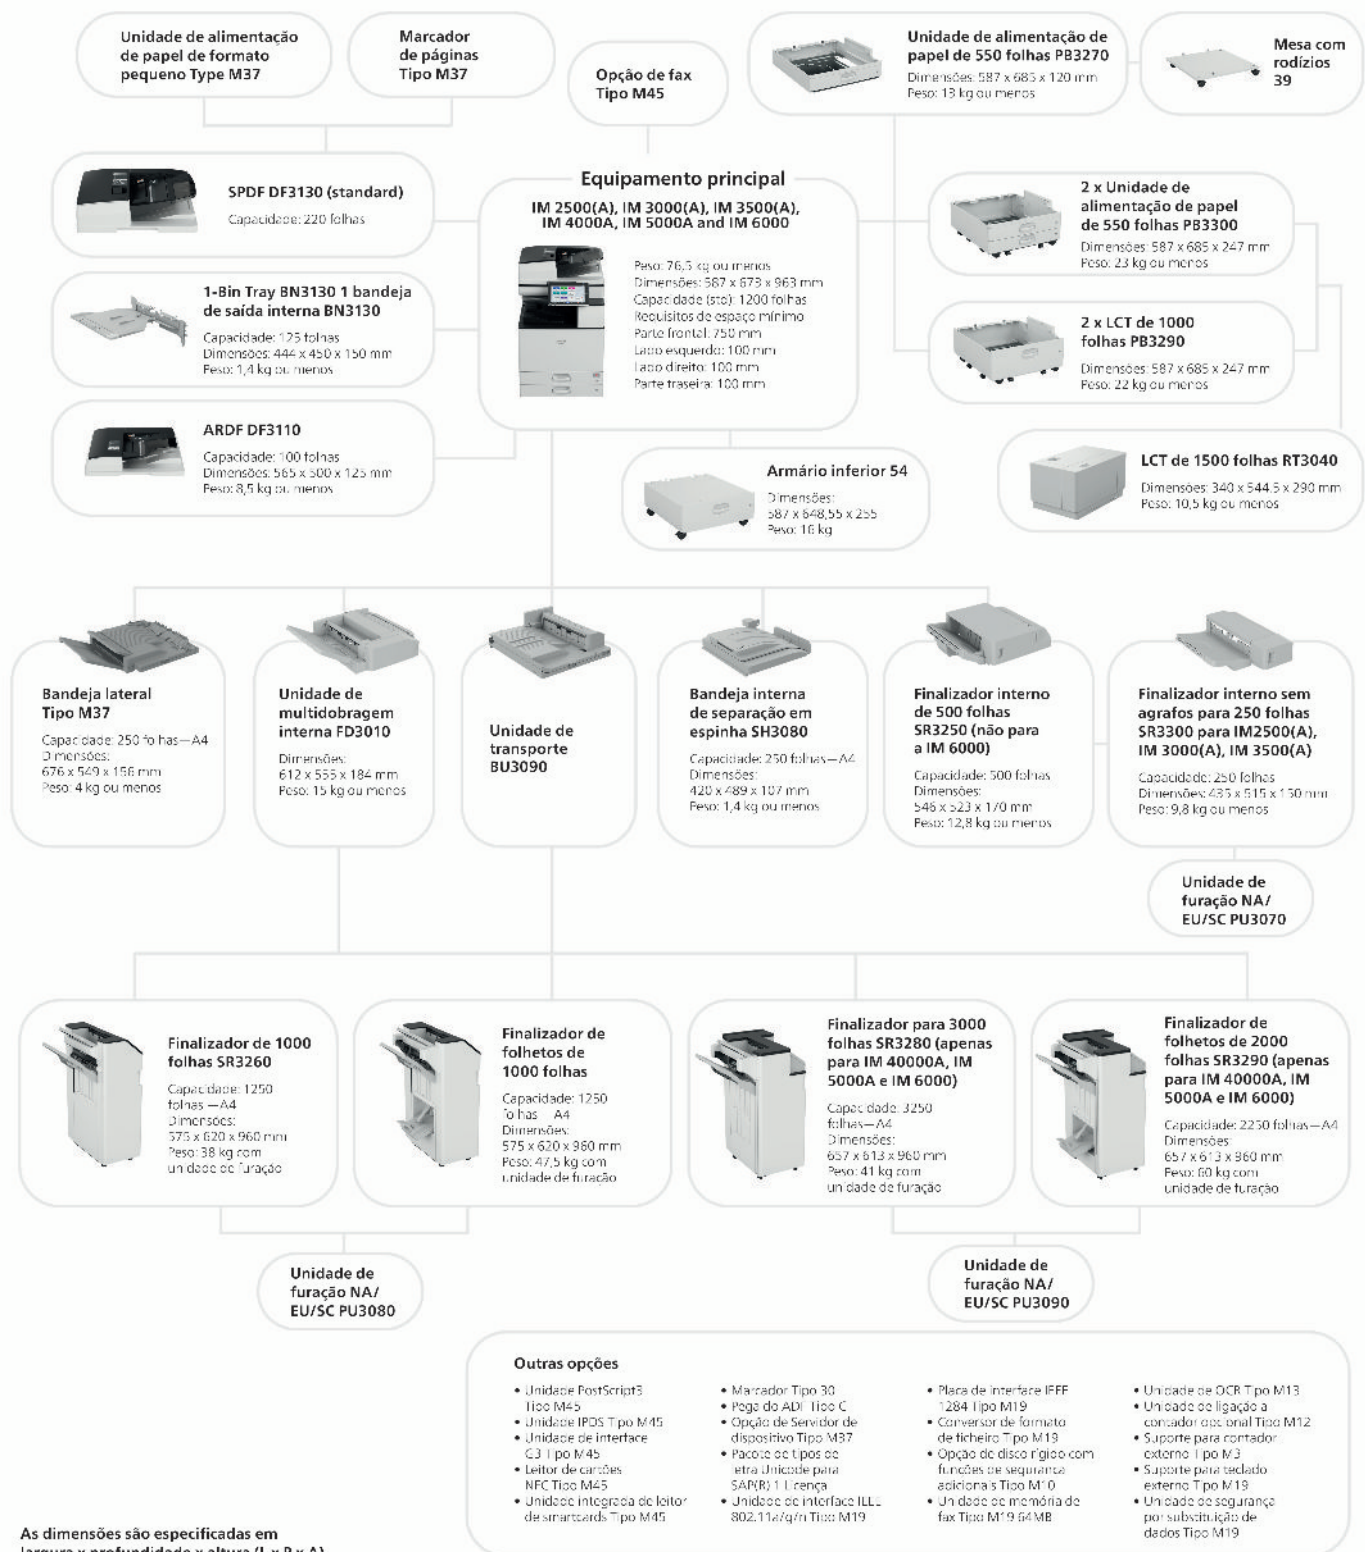 Unidade de alimentação
de papel de formato
pequeno Type M37
Marcador
de páginas
Tipo M37
Opção de fax
Tipo M45
Unidade de alimentação de
papel de 550 folhas PB3270
Dimensões: 587 x 685 x 120 mm
Peso: 13 kg ou menos
Mesa com
rodízios
39
SPDF DF3130 (standard)
Capacidade: 220 folhas
1-Bin Tray BN3130 1 bandeja
de saída interna BN3130
Capacidade: 125 folhas
Dimensões: 444 x 450 x 150 mm
Peso: 1,4 kg ou menos
ARDF DF3110
Capacidade: 100 folhas
Dimensões: 565 x 500 x 125 mm
Peso: 8,5 kg ou menos
Equipamento principal
IM 2500(A), IM 3000(A), IM 3500(A),
IM 4000A, IM 5000A and IM 6000
Peso: 76,5 kg ou menos
Dimensões: 587 x 673 x 963 mm
Capacidade (std): 1200 folhas
Requisitos de espaço mínimo
Parte frontal: 750 mm
Lado esquerdo: 100 mm
Lado direito: 100 mm
Parte traseira: 100 mm
2 x Unidade de
alimentação de papel
de 550 folhas PB3300
Dimensões: 587 x 685 x 247 mm
Peso: 23 kg ou menos
2 x LCT de 1000
folhas PB3290
Dimensões: 587 x 685 x 247 mm
Peso: 22 kg ou menos
Armário inferior 54
Dimensões:
587 x 648,55 x 255
Peso: 16 kg
LCT de 1500 folhas RT3040
Dimensões: 340 x 544.5 x 290 mm
Peso: 10,5 kg ou menos
Bandeja lateral
Tipo M37
Capacidade: 250 folhas—A4
Dimensões:
676 x 549 x 156 mm
Peso: 4 kg ou menos
Unidade de
multidobragem
interna FD3010
Dimensões:
612 x 555 x 184 mm
Peso: 15 kg ou menos
Unidade de
transporte
BU3090
Bandeja interna
de separação em
espinha SH3080
Capacidade: 250 folhas—A4
Dimensões:
420 x 489 x 107 mm
Peso: 1,4 kg ou menos
Finalizador interno
de 500 folhas
SR3250 (não para
a IM 6000)
Capacidade: 500 folhas
Dimensões:
546 x 523 x 170 mm
Peso: 12,8 kg ou menos
Finalizador interno sem
agrafos para 250 folhas
SR3300 para IM2500(A),
IM 3000(A), IM 3500(A)
Capacidade: 250 folhas
Dimensões: 435 x 515 x 150 mm
Peso: 9,8 kg ou menos
Unidade de
furação NA/
EU/SC PU3070
Finalizador de 1000
folhas SR3260
Capacidade: 1250
folhas —A4
Dimensões:
575 x 620 x 960 mm
Peso: 38 kg com
unidade de furação
Finalizador de
folhetos de
1000 folhas
Capacidade: 1250
folhas —A4
Dimensões:
575 x 620 x 960 mm
Peso: 47,5 kg com
unidade de furação
Finalizador para 3000
folhas SR3280 (apenas
para IM 40000A, IM
5000A e IM 6000)
Capacidade: 3250
folhas—A4
Dimensões:
657 x 613 x 960 mm
Peso: 41 kg com
unidade de furação
Finalizador de
folhetos de 2000
folhas SR3290 (apenas
para IM 40000A, IM
5000A e IM 6000)
Capacidade: 2250 folhas—A4
Dimensões:
657 x 613 x 960 mm
Peso: 60 kg com
unidade de furação
Unidade de
furação NA/
EU/SC PU3080
Unidade de
furação NA/
EU/SC PU3090
Outras opções
• Unidade PostScript3
Tipo M45
• Unidade IPDS Tipo M45
• Unidade de interface
G3 Tipo M45
• Leitor de cartões
NFC Tipo M45
• Unidade integrada de leitor
de smartcards Tipo M45
• Marcador Tipo 30
• Pega do ADF Tipo C
• Opção de Servidor de
dispositivo Tipo M37
• Pacote de tipos de
letra Unicode para
SAP(R) 1 Licença
• Unidade de interface IEEE
802.11a/g/n Tipo M19
• Placa de interface IEEE
1284 Tipo M19
• Conversor de formato
de ficheiro Tipo M19
• Opção de disco rígido com
funções de segurança
adicionais Tipo M10
• Unidade de memória de
fax Tipo M19 64MB
• Unidade de OCR Tipo M13
• Unidade de ligação a
contador opcional Tipo M12
• Suporte para contador
externo Tipo M3
• Suporte para teclado
externo Tipo M19
• Unidade de segurança
por substituição de
dados Tipo M19
As dimensões são especificadas em
largura x profundidade x altura (L x P x A)